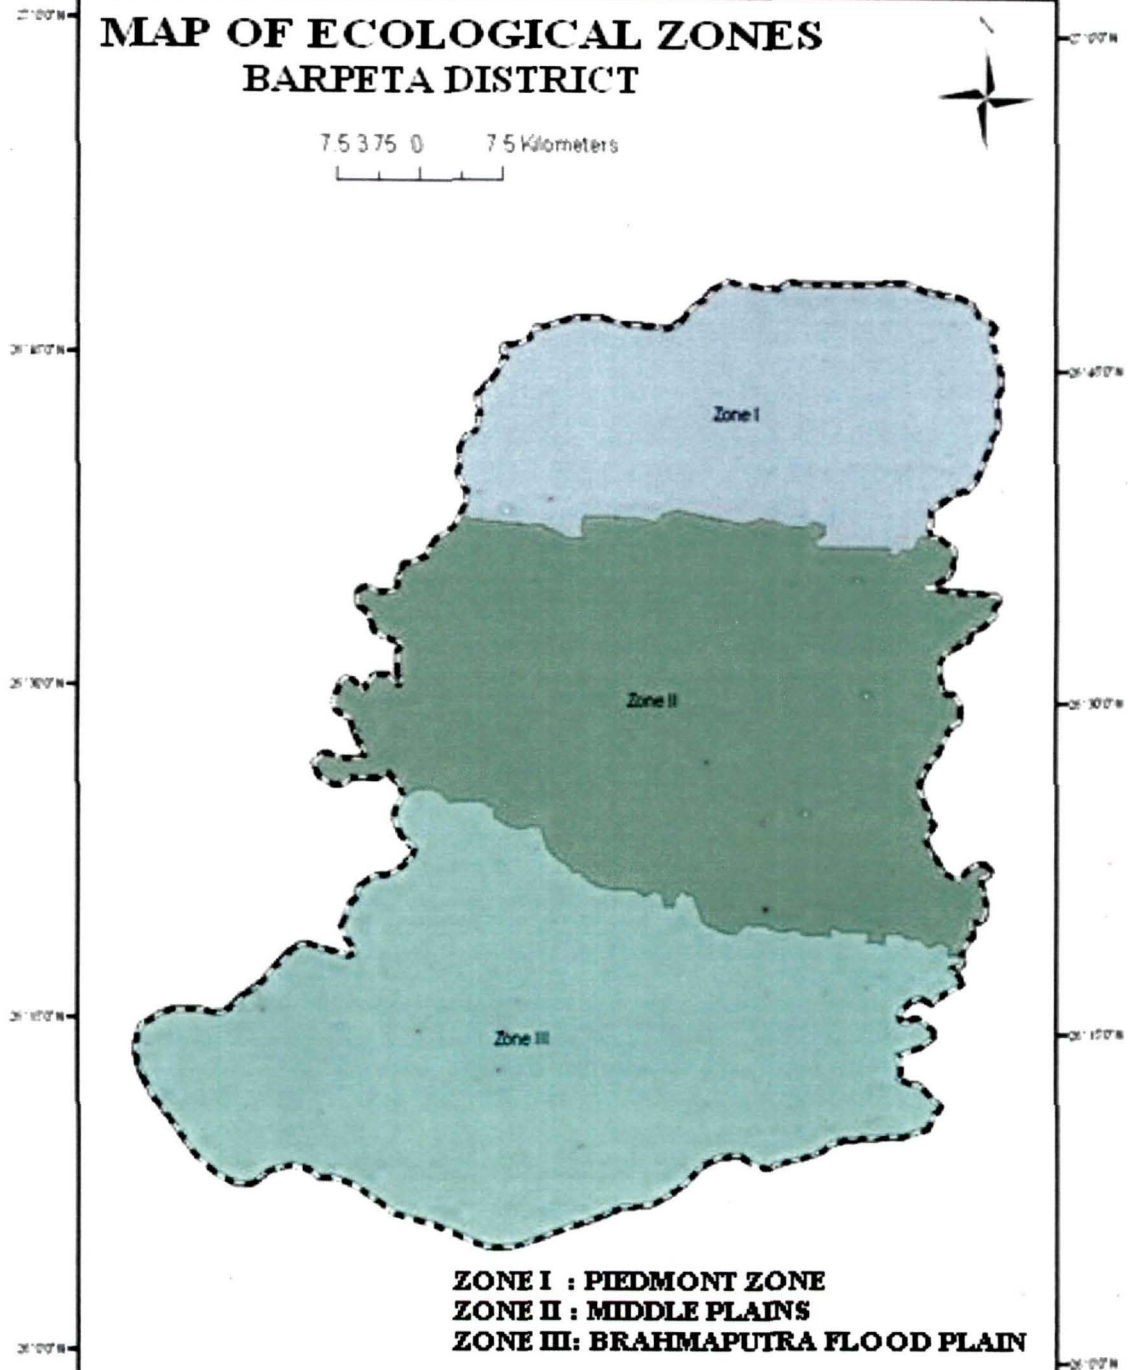 MAP OF ECOLOGICAL ZONES
BARPETA DISTRICT
7.5 3.75 0 7.5 Kilometers
Zone I
Zone II
Zone III
ZONE I : PIEDMONT ZONE
ZONE II : MIDDLE PLAINS
ZONE III: BRAHMAPUTRA FLOOD PLAIN